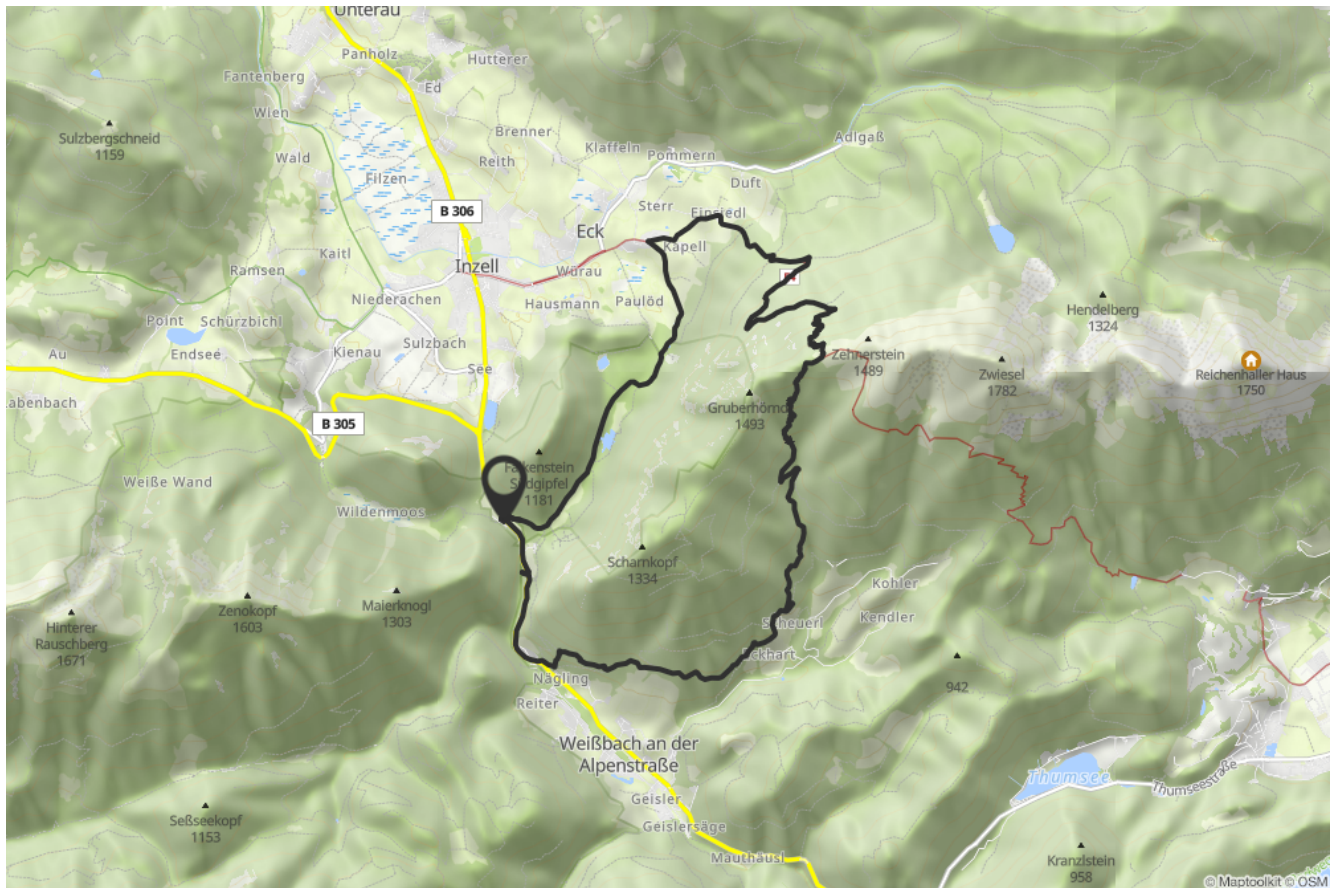 Unterau
Panholz
Hutterer
Fantenberg
Ed
Wien
Sulzbergschneid
1159
Brenner
Klaffeln
Adlgaß
Wald
Reith
Pommern
Filzen
Duft
B 306
Sterr
Einsiedl
Eck
Kaitl
Kapell
Ramsen
Inzell
Würau
Niederachen
Hausmann
Paulöd
Hendelberg
1324
Point
Schürzbichl
Sulzbach
Au
Endsee
Kienau
Zehnerstein
1489
See
Zwiesel
1782
Reichenhaller Haus
1750
Gruberhörndl
1493
B 305
Falkenstein
Südgipfel
1181
Weiße Wand
Wildenmoos
Scharnkopf
1334
Kohler
Maierknogl
1303
Zenokopf
1603
Kendler
Scheuerl
Hinterer
Rauschberg
1671
Eckhart
942
Nagling
Reiter
Weißbach an der
Alpenstraße
Thumsee
Thumseestraße
Geisler
Seßseekopf
1153
Geislersäge
Mauthäusl
Kranzlstein
958
© Maptoolkit © OSM